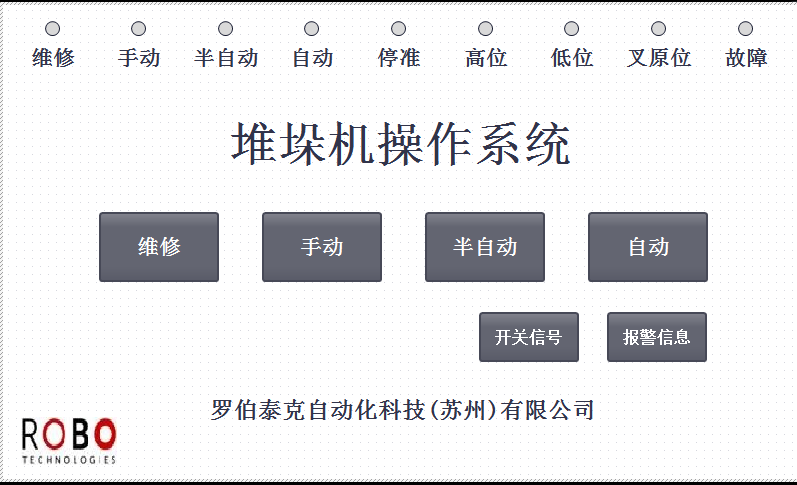 维修 手动 半自动 自动 停准 高位 低位 叉原位 故障
堆垛机操作系统
维修 手动 半自动 自动
开关信号 报警信息
罗伯泰克自动化科技(苏州)有限公司
ROBO
TECHNOLOGIES